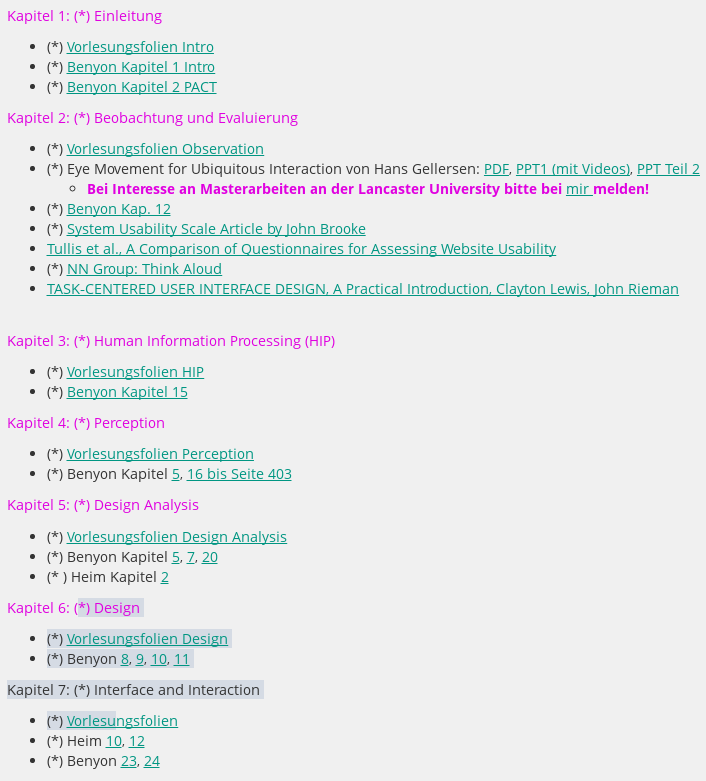 Kapitel 1: (*) Einleitung
(*) Vorlesungsfolien Intro
(*) Benyon Kapitel 1 Intro
(*) Benyon Kapitel 2 PACT
Kapitel 2: (*) Beobachtung und Evaluierung
(*) Vorlesungsfolien Observation
(*) Eye Movement for Ubiquitous Interaction von Hans Gellersen: PDF, PPT1 (mit Videos), PPT Teil 2
Bei Interesse an Masterarbeiten an der Lancaster University bitte bei mir melden!
(*) Benyon Kap. 12
(*) System Usability Scale Article by John Brooke
Tullis et al., A Comparison of Questionnaires for Assessing Website Usability
(*) NN Group: Think Aloud
TASK-CENTERED USER INTERFACE DESIGN, A Practical Introduction, Clayton Lewis, John Rieman
Kapitel 3: (*) Human Information Processing (HIP)
(*) Vorlesungsfolien HIP
(*) Benyon Kapitel 15
Kapitel 4: (*) Perception
(*) Vorlesungsfolien Perception
(*) Benyon Kapitel 5, 16 bis Seite 403
Kapitel 5: (*) Design Analysis
(*) Vorlesungsfolien Design Analysis
(*) Benyon Kapitel 5, 7, 20
(* ) Heim Kapitel 2
Kapitel 6: (*) Design
(*) Vorlesungsfolien Design
(*) Benyon 8, 9, 10, 11
Kapitel 7: (*) Interface and Interaction
(*) Vorlesungsfolien
(*) Heim 10, 12
(*) Benyon 23, 24